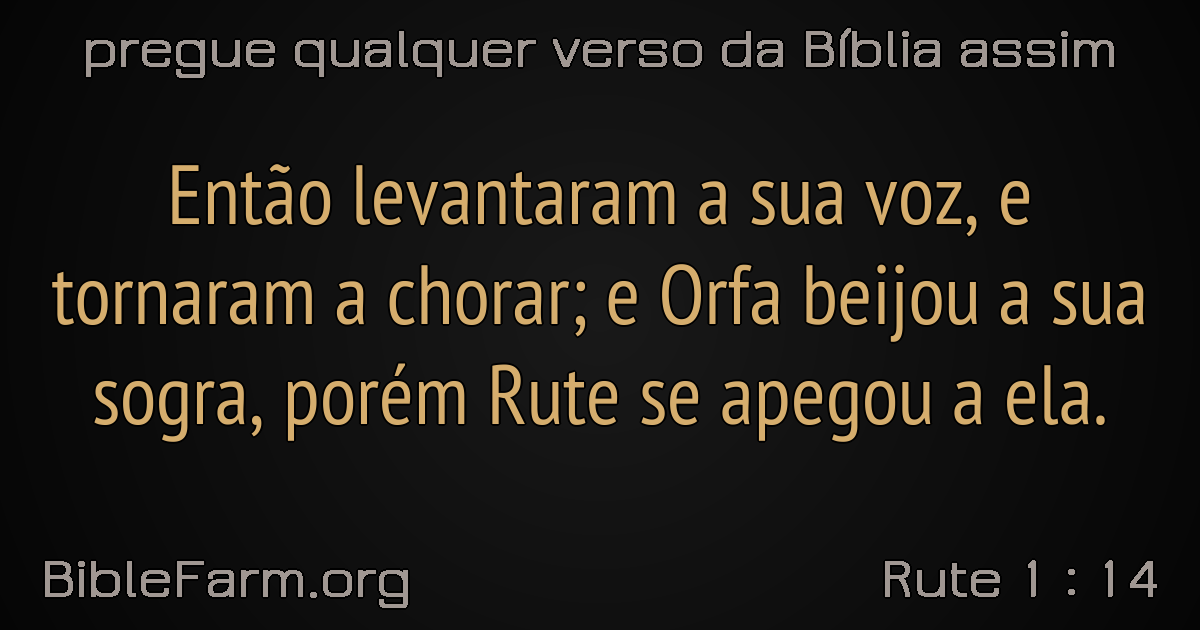 pregue qualquer verso da Bíblia assim
Então levantaram a sua voz, e
tornaram a chorar; e Orfa beijou a sua
sogra, porém Rute se apegou a ela.
BibleFarm.org
Rute 1 : 14